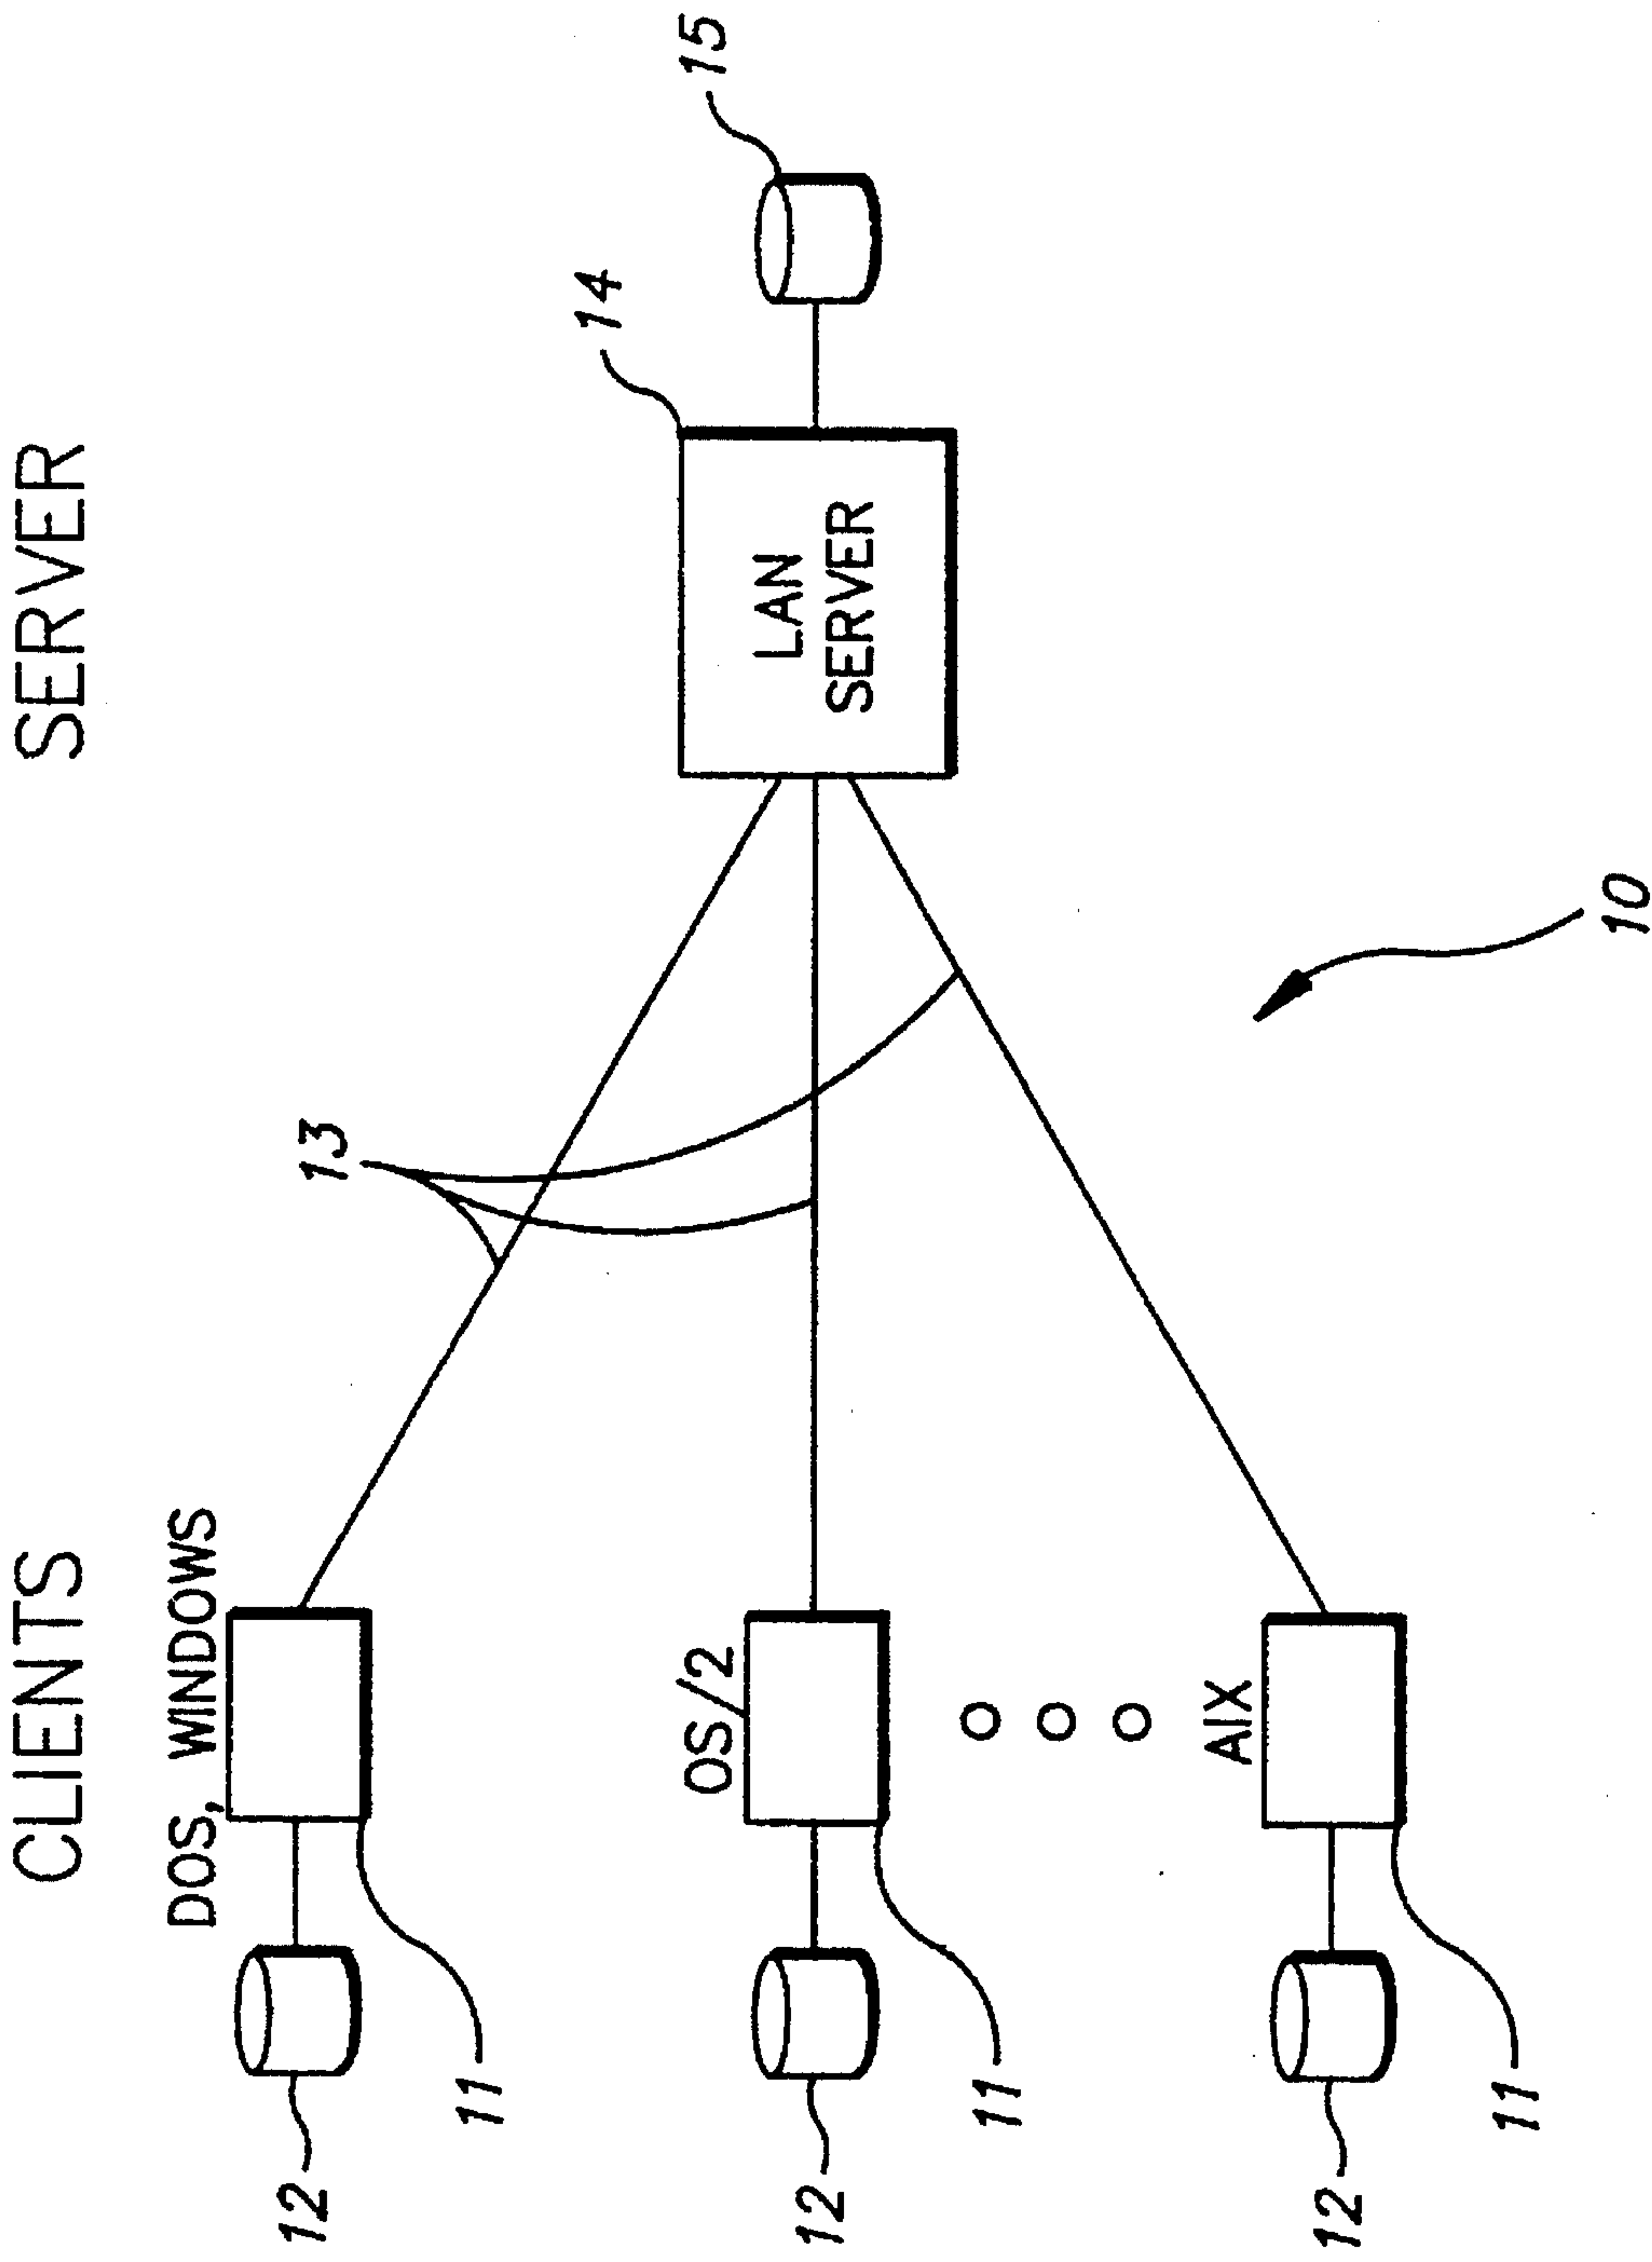 CLIENTS
SERVER
DOS, WINDOWS
12
11
13
OS/2
12
11
LAN
SERVER
14
15
AIX
12
11
10